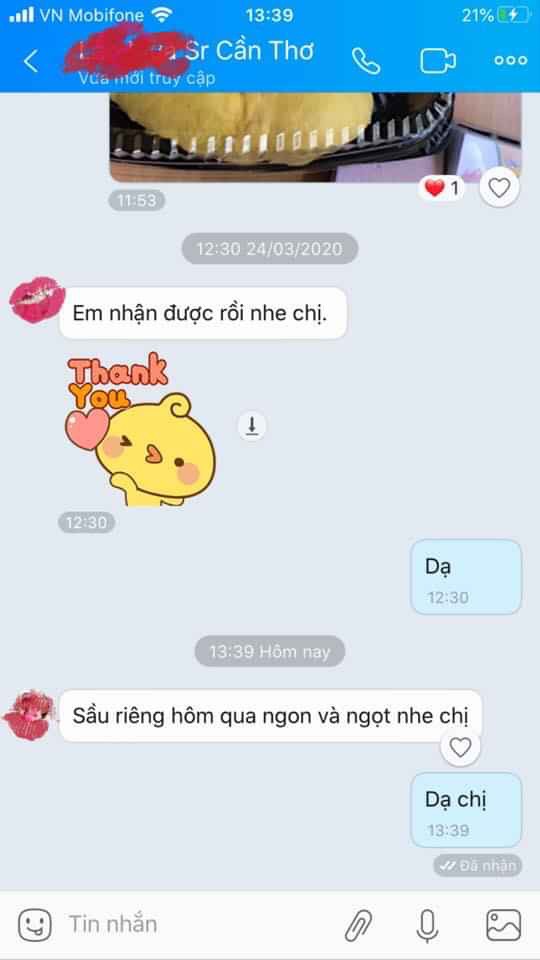 VN Mobifone
13:39
21%
Sr Cần Thơ
Vừa mới truy cập
11:53
1
12:30 24/03/2020
Em nhận được rồi nhe chị.
Thank
You
12:30
Dạ
12:30
13:39 Hôm nay
Sầu riêng hôm qua ngon và ngọt nhe chị
Dạ chị
13:39
Đã nhận
Tin nhắn